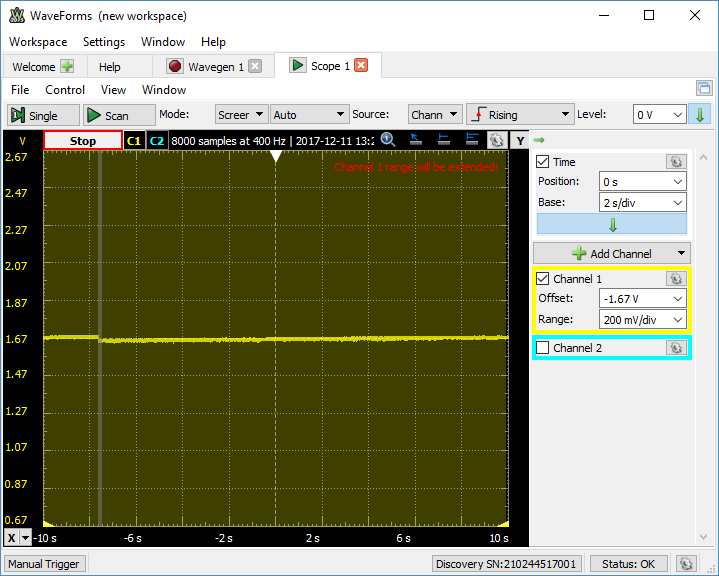 WaveForms (new workspace)
Workspace Settings Window Help
Welcome Help Wavegen 1 Scope 1
File Control View Window
Single Scan Mode: Screer Auto Source: Chann Rising Level: 0 V
V Stop C1 C2 8000 samples at 400 Hz | 2017-12-11 13:2 Y
Channel 1 range will be extended!
2.67
2.47
2.27
2.07
1.87
1.67
1.47
1.27
1.07
0.87
0.67
X -10 s -6 s -2 s 2 s 6 s 10 s
Time
Position: 0 s
Base: 2 s/div
Add Channel
Channel 1
Offset: -1.67 V
Range: 200 mV/div
Channel 2
Manual Trigger Discovery SN:210244517001 Status: OK